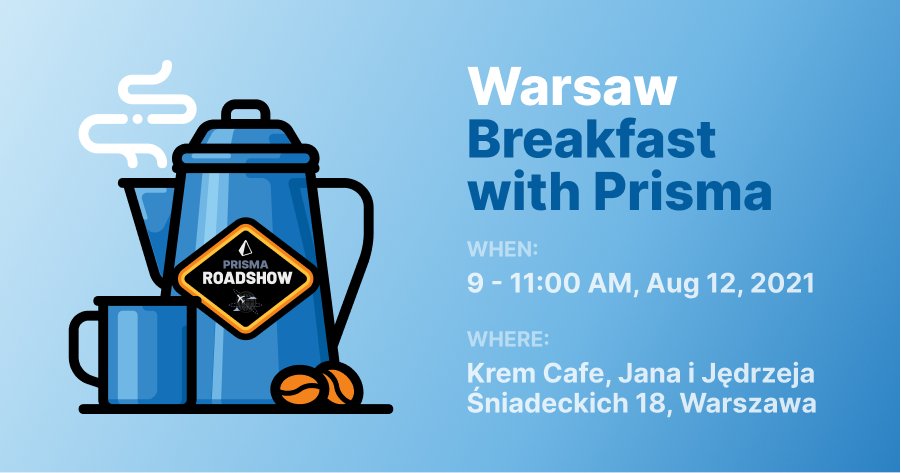 Warsaw
Breakfast
with Prisma
WHEN:
9 - 11:00 AM, Aug 12, 2021
WHERE:
Krem Cafe, Jana i Jędrzeja
Śniadeckich 18, Warszawa
PRISMA
ROADSHOW